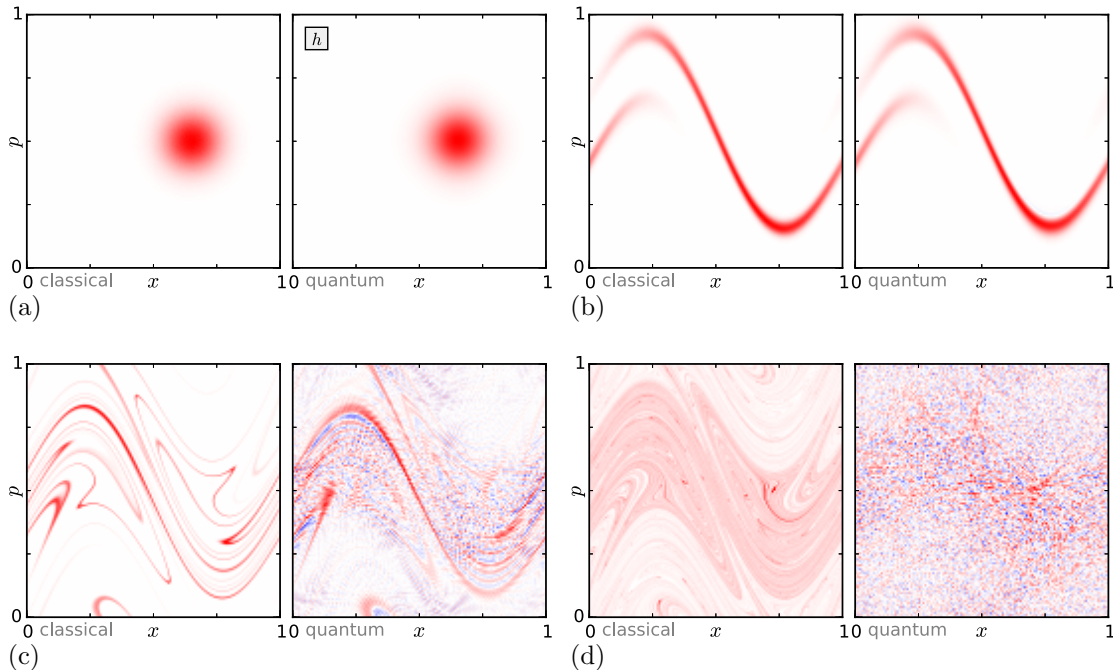 1
h
1
p
p
0
0
0 classical x 1 0 quantum x 1
0 classical x 1 0 quantum x 1
(a)
(b)
1
1
p
p
0
0
0 classical x 1 0 quantum x 1
0 classical x 1 0 quantum x 1
(c)
(d)